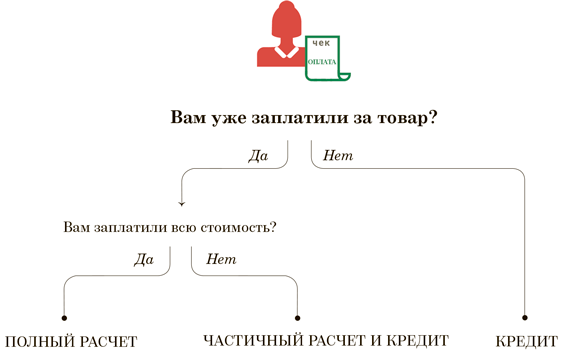 чек
ОПЛАТА
Вам уже заплатили за товар?
Да
Нет
Вам заплатили всю стоимость?
Да
Нет
ПОЛНЫЙ РАСЧЕТ
ЧАСТИЧНЫЙ РАСЧЕТ И КРЕДИТ
КРЕДИТ